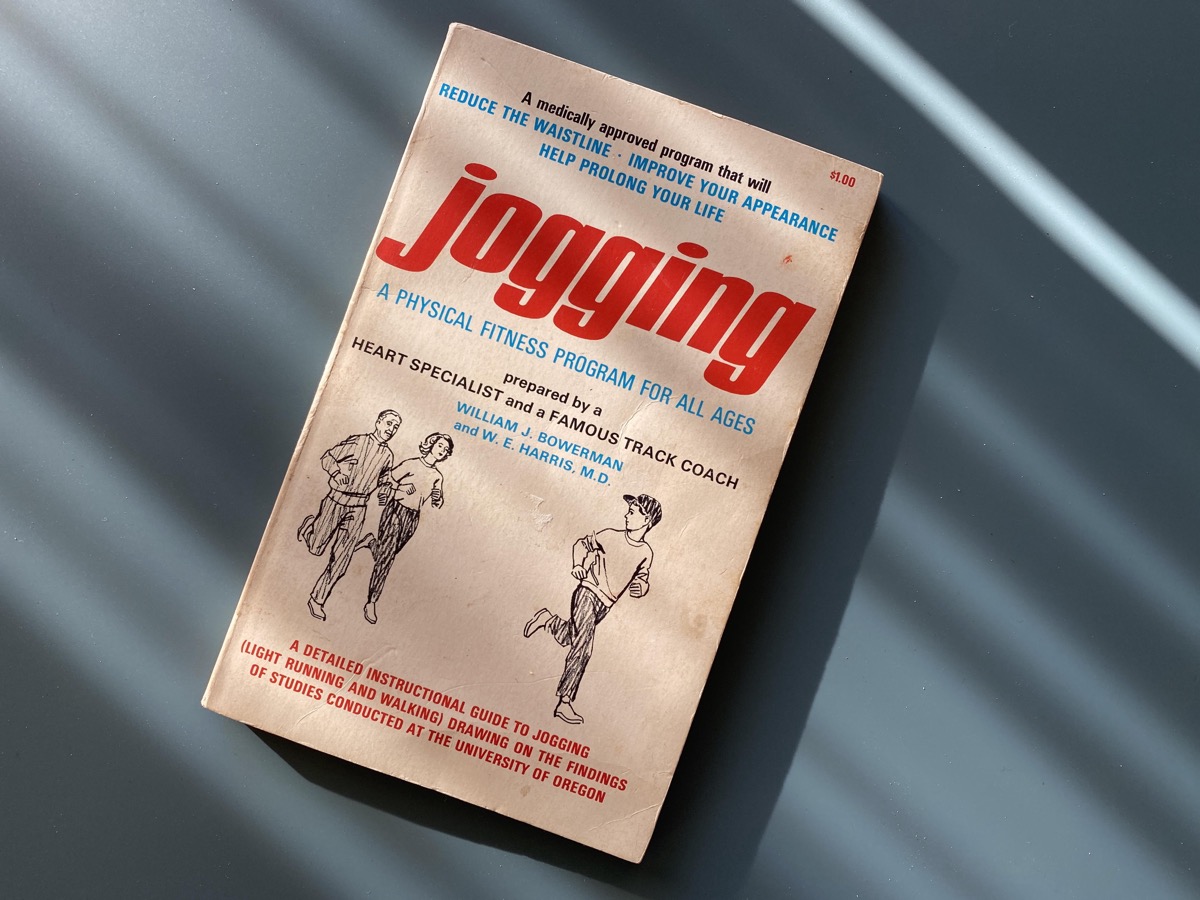 A medically approved program that will
REDUCE THE WAISTLINE · IMPROVE YOUR APPEARANCE
HELP PROLONG YOUR LIFE
$1.00
jogging
A PHYSICAL FITNESS PROGRAM FOR ALL AGES
prepared by a
HEART SPECIALIST and a FAMOUS TRACK COACH
WILLIAM J. BOWERMAN
and W. E. HARRIS, M.D.
A DETAILED INSTRUCTIONAL GUIDE TO JOGGING
(LIGHT RUNNING AND WALKING) DRAWING ON THE FINDINGS
OF STUDIES CONDUCTED AT THE UNIVERSITY OF OREGON